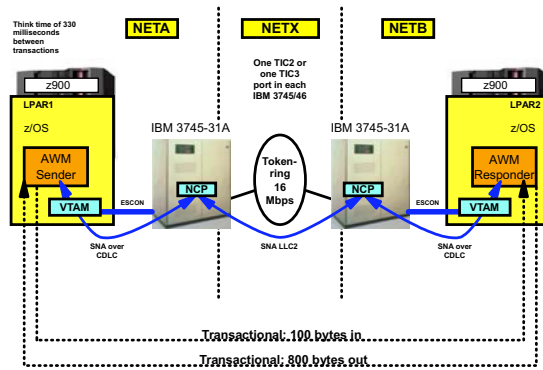 Think time of 330
milliseconds
between
transactions
NETA
NETX
NETB
One TIC2 or
one TIC3
port in each
IBM 3745/46
z900
LPAR1
z/OS
AWM
Sender
VTAM
ESCON
SNA over
CDLC
IBM 3745-31A
NCP
Token-
ring
16
Mbps
SNA LLC2
IBM 3745-31A
NCP
z900
LPAR2
z/OS
AWM
Responder
VTAM
ESCON
SNA over
CDLC
Transactional: 100 bytes in
Transactional: 800 bytes out